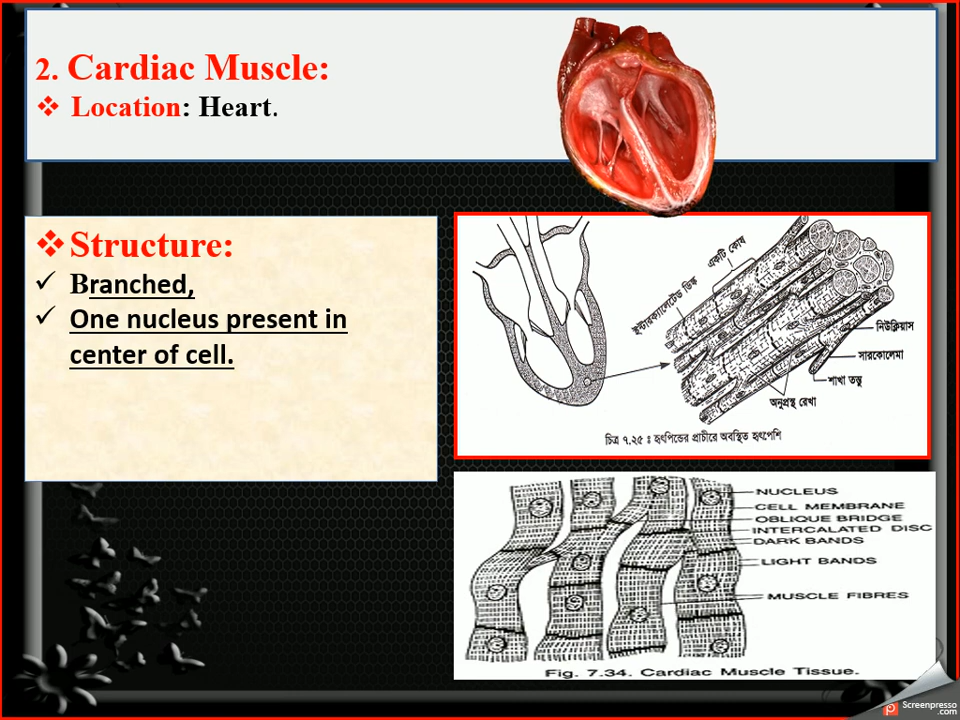 2. Cardiac Muscle:
❖ Location: Heart.
❖ Structure:
✓ Branched,
✓ One nucleus present in
center of cell.
একটি কোষ
ইন্টারক্যালেটেড ডিস্ক
নিউক্লিয়াস
সারকোলেমা
শাখা তন্তু
অনুপ্রস্থ রেখা
চিত্র ৭.২৫ : হৃৎপিন্ডের প্রাচীরে অবস্থিত হৃৎপেশি
NUCLEUS
CELL MEMBRANE
OBLIQUE BRIDGE
INTERCALATED DISC
DARK BANDS
LIGHT BANDS
MUSCLE FIBRES
Fig. 7.34. Cardiac Muscle Tissue.
Screenpresso
.com